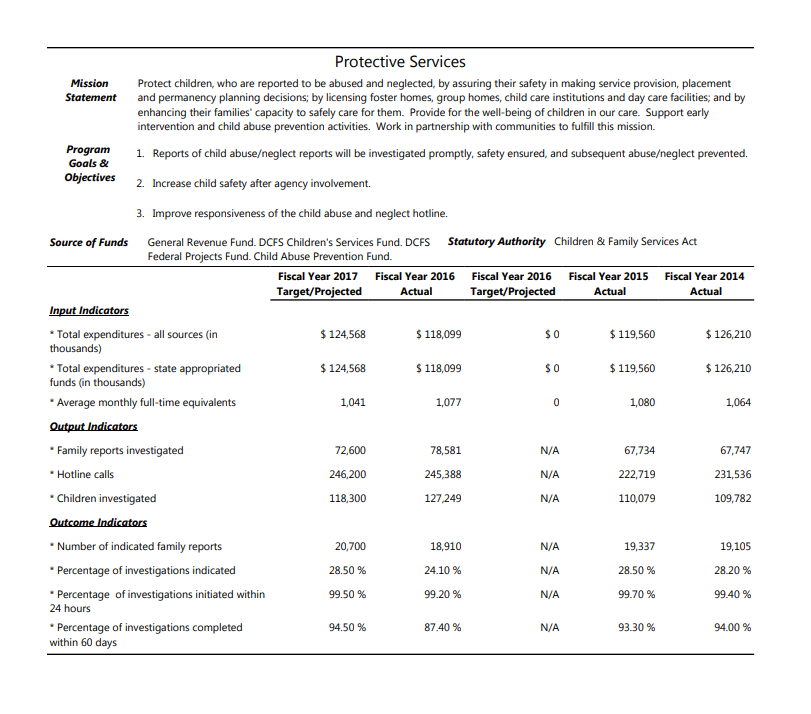 Protective Services
Mission Statement
Protect children, who are reported to be abused and neglected, by assuring their safety in making service provision, placement
and permanency planning decisions; by licensing foster homes, group homes, child care institutions and day care facilities; and by
enhancing their families' capacity to safely care for them.  Provide for the well-being of children in our care.  Support early
intervention and child abuse prevention activities.  Work in partnership with communities to fulfill this mission.
Program Goals & Objectives
1.  Reports of child abuse/neglect reports will be investigated promptly, safety ensured, and subsequent abuse/neglect prevented.
2.  Increase child safety after agency involvement.
3.  Improve responsiveness of the child abuse and neglect hotline.
Source of Funds
General Revenue Fund. DCFS Children's Services Fund. DCFS
Federal Projects Fund. Child Abuse Prevention Fund.
Statutory Authority Children & Family Services Act
Fiscal Year 2017 Fiscal Year 2016 Fiscal Year 2016 Fiscal Year 2015 Fiscal Year 2014
Target/Projected Actual Target/Projected Actual Actual
Input Indicators
* Total expenditures - all sources (in $ 124,568 $ 118,099 $ 0 $ 119,560 $ 126,210
thousands)
* Total expenditures - state appropriated $ 124,568 $ 118,099 $ 0 $ 119,560 $ 126,210
funds (in thousands)
* Average monthly full-time equivalents 1,041 1,077 0 1,080 1,064
Output Indicators
* Family reports investigated 72,600 78,581 N/A 67,734 67,747
* Hotline calls 246,200 245,388 N/A 222,719 231,536
* Children investigated 118,300 127,249 N/A 110,079 109,782
Outcome Indicators
* Number of indicated family reports 20,700 18,910 N/A 19,337 19,105
* Percentage of investigations indicated 28.50 % 24.10 % N/A 28.50 % 28.20 %
* Percentage  of investigations initiated within 99.50 % 99.20 % N/A 99.70 % 99.40 %
24 hours
* Percentage of investigations completed 94.50 % 87.40 % N/A 93.30 % 94.00 %
within 60 days